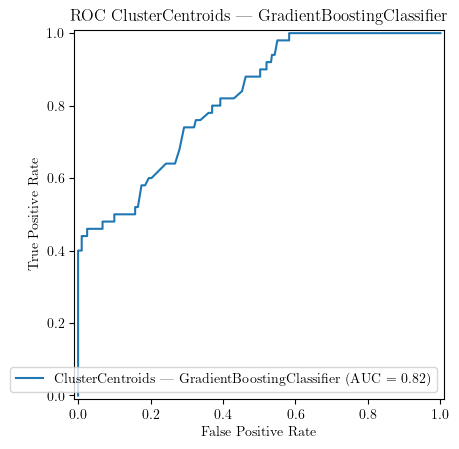 ROC ClusterCentroids — GradientBoostingClassifier
1.0
0.8
0.6
0.4
0.2
0.0
True Positive Rate
ClusterCentroids — GradientBoostingClassifier (AUC = 0.82)
0.0 0.2 0.4 0.6 0.8 1.0
False Positive Rate